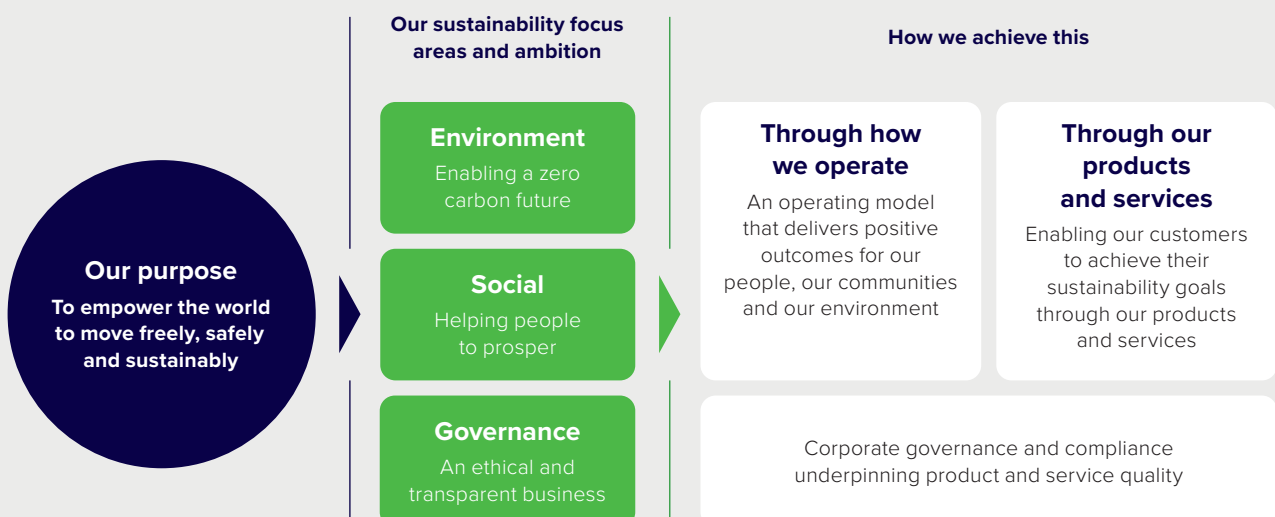 Our purpose
To empower the world
to move freely, safely
and sustainably
Our sustainability focus
areas and ambition
Environment
Enabling a zero
carbon future
Social
Helping people
to prosper
Governance
An ethical and
transparent business
How we achieve this
Through how
we operate
An operating model
that delivers positive
outcomes for our
people, our communities
and our environment
Through our
products
and services
Enabling our customers
to achieve their
sustainability goals
through our products
and services
Corporate governance and compliance
underpinning product and service quality